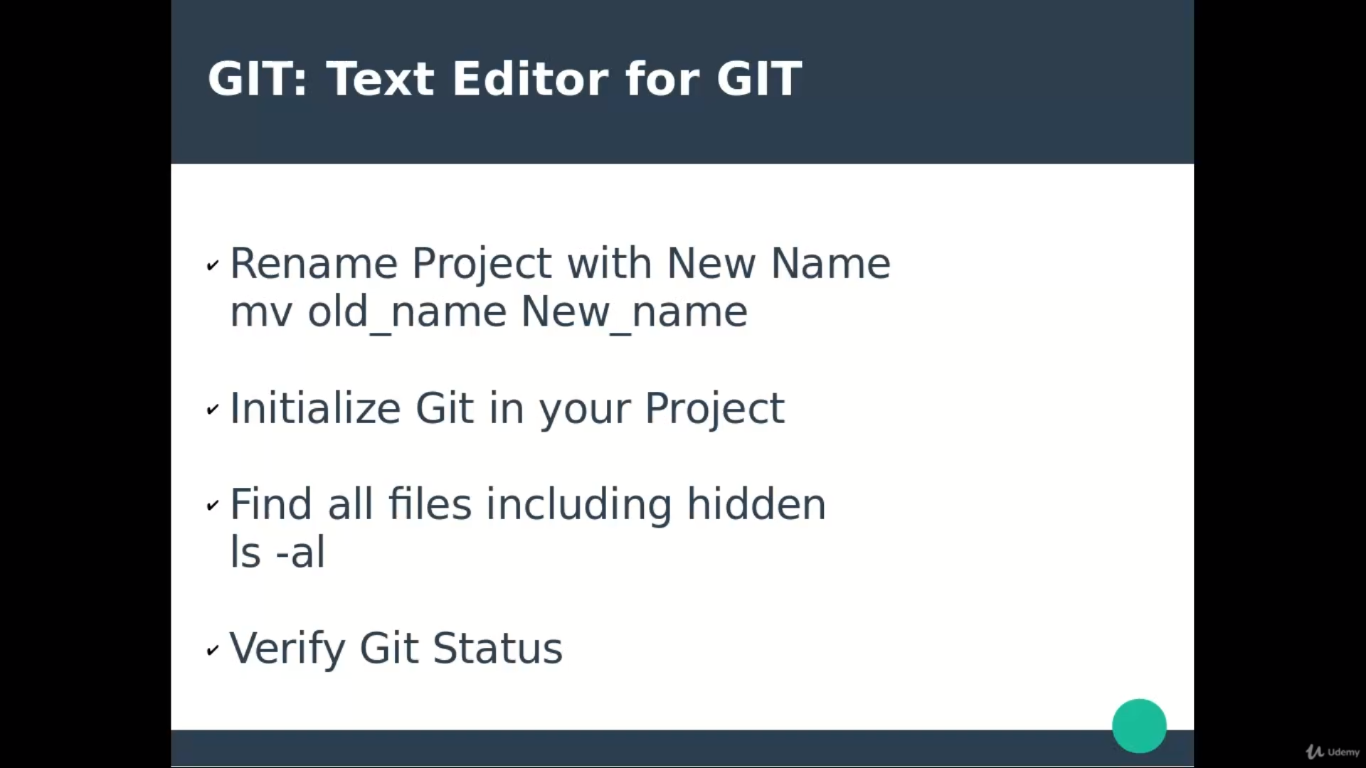 GIT: Text Editor for GIT
✔ Rename Project with New Name
mv old_name New_name
✔ Initialize Git in your Project
✔ Find all files including hidden
ls -al
✔ Verify Git Status
Udemy